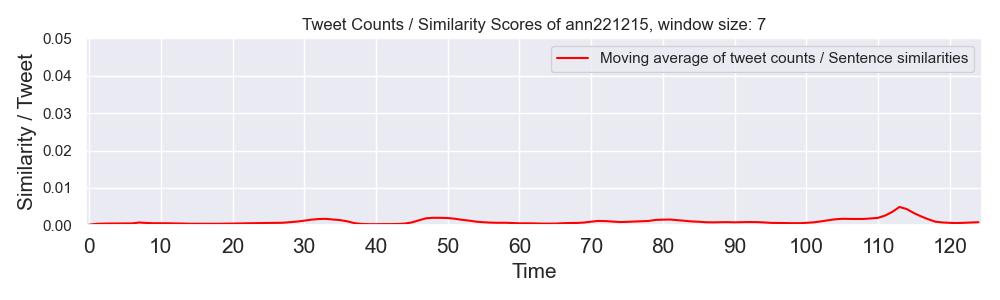 Tweet Counts / Similarity Scores of ann221215, window size: 7
Moving average of tweet counts / Sentence similarities
Similarity / Tweet
0.05
0.04
0.03
0.02
0.01
0.00
0 10 20 30 40 50 60 70 80 90 100 110 120
Time